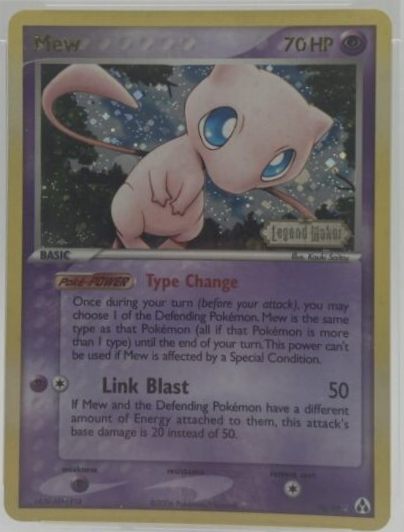 Mew
70 HP
Legend Maker
BASIC
Illus. Kouki Saitou
Poké-POWER Type Change
Once during your turn (before your attack), you may
choose 1 of the Defending Pokémon. Mew is the same
type as that Pokémon (all if that Pokémon is more
than 1 type) until the end of your turn. This power can't
be used if Mew is affected by a Special Condition.
Link Blast 50
If Mew and the Defending Pokémon have a different
amount of Energy attached to them, this attack's
base damage is 20 instead of 50.
weakness resistance retreat cost